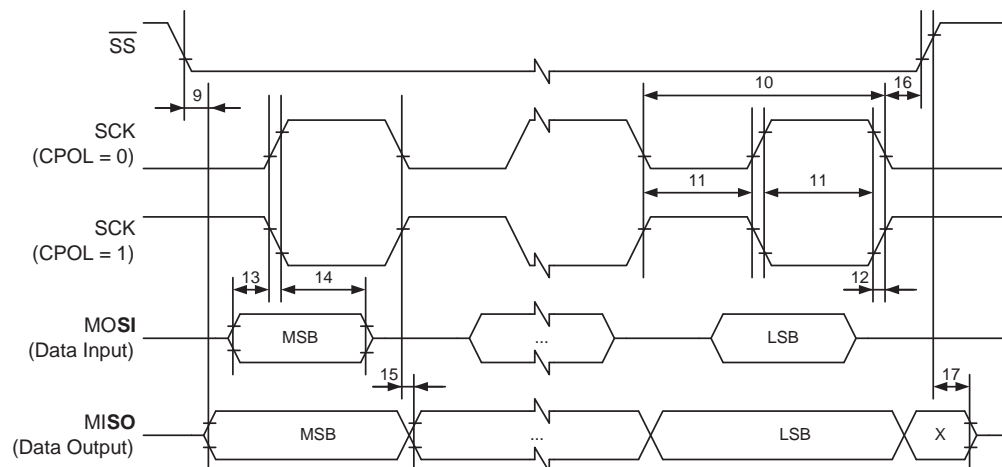 SS
9
10
16
SCK
(CPOL = 0)
11
11
SCK
(CPOL = 1)
13
14
12
MOSI
(Data Input)
MSB
...
LSB
15
17
MISO
(Data Output)
MSB
...
LSB
X